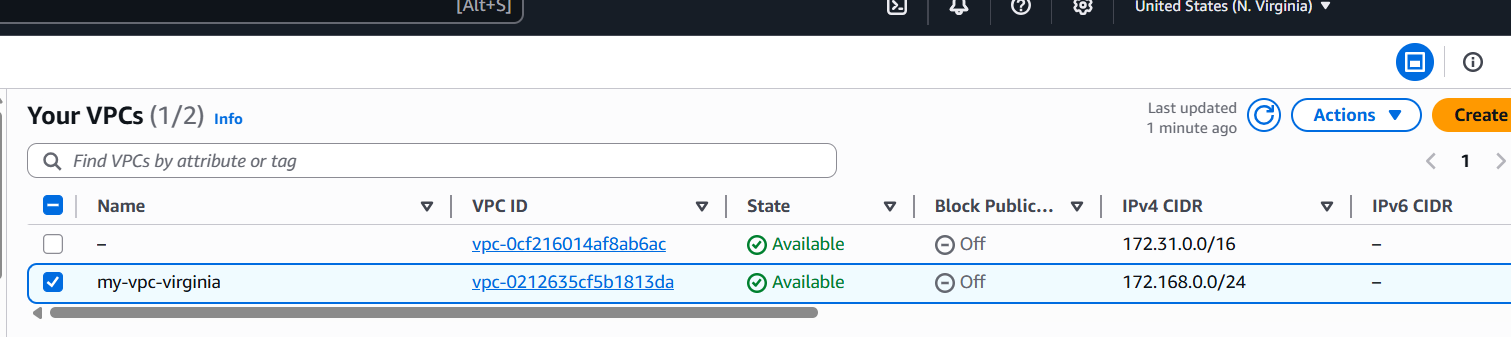 [Alt+S]
United States (N. Virginia)
Your VPCs (1/2) Info
Last updated
1 minute ago
Actions
Create
Find VPCs by attribute or tag
1
Name VPC ID State Block Public... IPv4 CIDR IPv6 CIDR
– vpc-0cf216014af8ab6ac Available Off 172.31.0.0/16 –
my-vpc-virginia vpc-0212635cf5b1813da Available Off 172.168.0.0/24 –